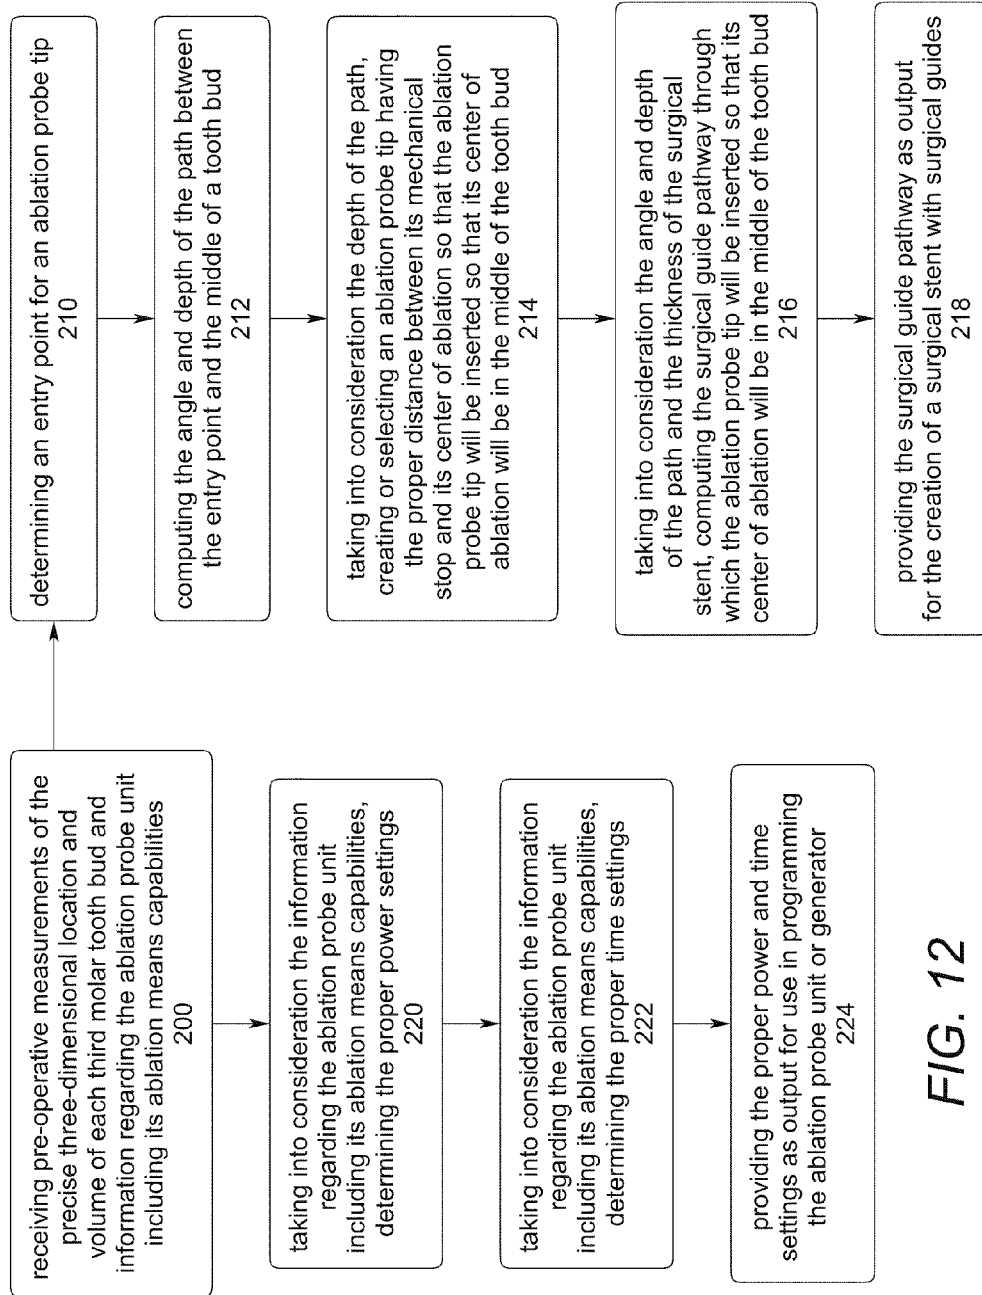 receiving pre-operative measurements of the
precise three-dimensional location and
volume of each third molar tooth bud and
information regarding the ablation probe unit
including its ablation means capabilities
200
taking into consideration the information
regarding the ablation probe unit
including its ablation means capabilities,
determining the proper power settings
220
taking into consideration the information
regarding the ablation probe unit
including its ablation means capabilities,
determining the proper time settings
222
providing the proper power and time
settings as output for use in programming
the ablation probe unit or generator
224
determining an entry point for an ablation probe tip
210
computing the angle and depth of the path between
the entry point and the middle of a tooth bud
212
taking into consideration the depth of the path,
creating or selecting an ablation probe tip having
the proper distance between its mechanical
stop and its center of ablation so that the ablation
probe tip will be inserted so that its center of
ablation will be in the middle of the tooth bud
214
taking into consideration the angle and depth
of the path and the thickness of the surgical
stent, computing the surgical guide pathway through
which the ablation probe tip will be inserted so that its
center of ablation will be in the middle of the tooth bud
216
providing the surgical guide pathway as output
for the creation of a surgical stent with surgical guides
218
FIG. 12